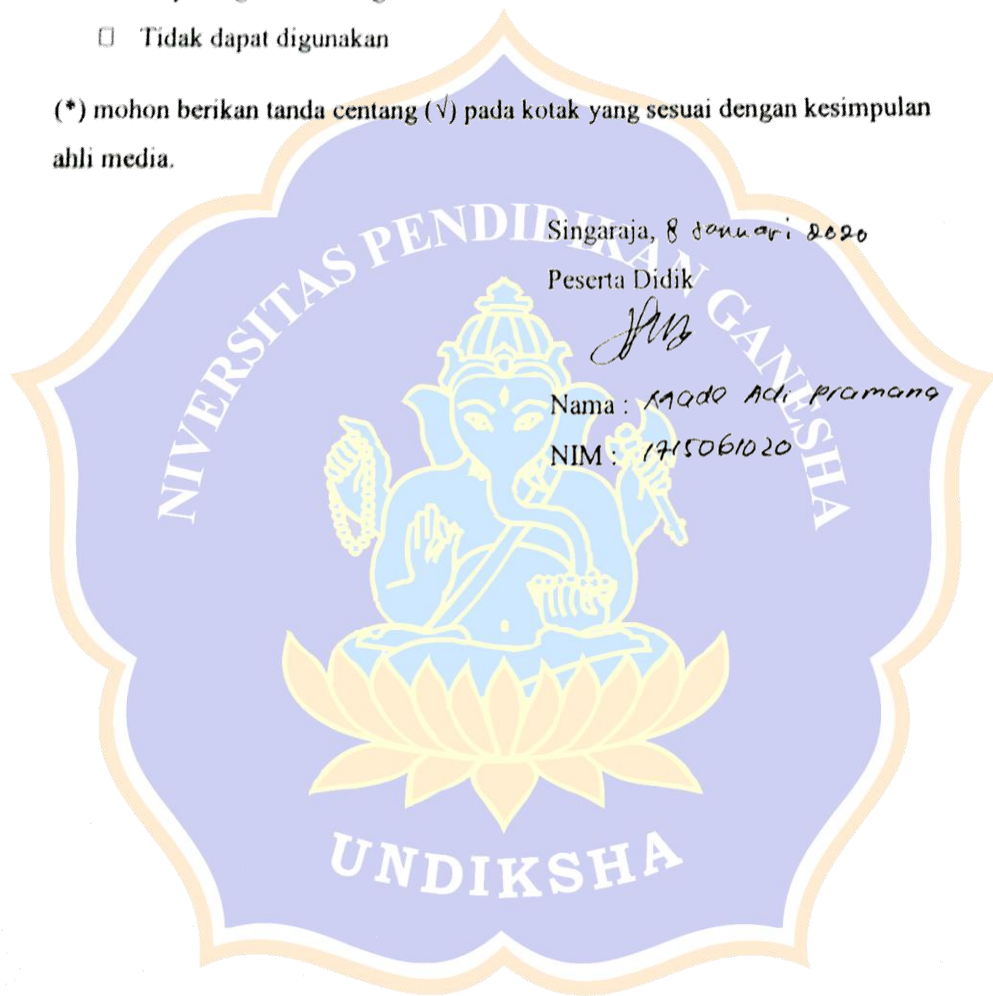 □ Tidak dapat digunakan
(*) mohon berikan tanda centang (√) pada kotak yang sesuai dengan kesimpulan
ahli media.
Singaraja, 8 Januari 2020
Peserta Didik
Nama : Made Adi Pramana
NIM : 1715061020
NIVERSITAS PENDIDIKAN GANESHA
UNDIKSHA